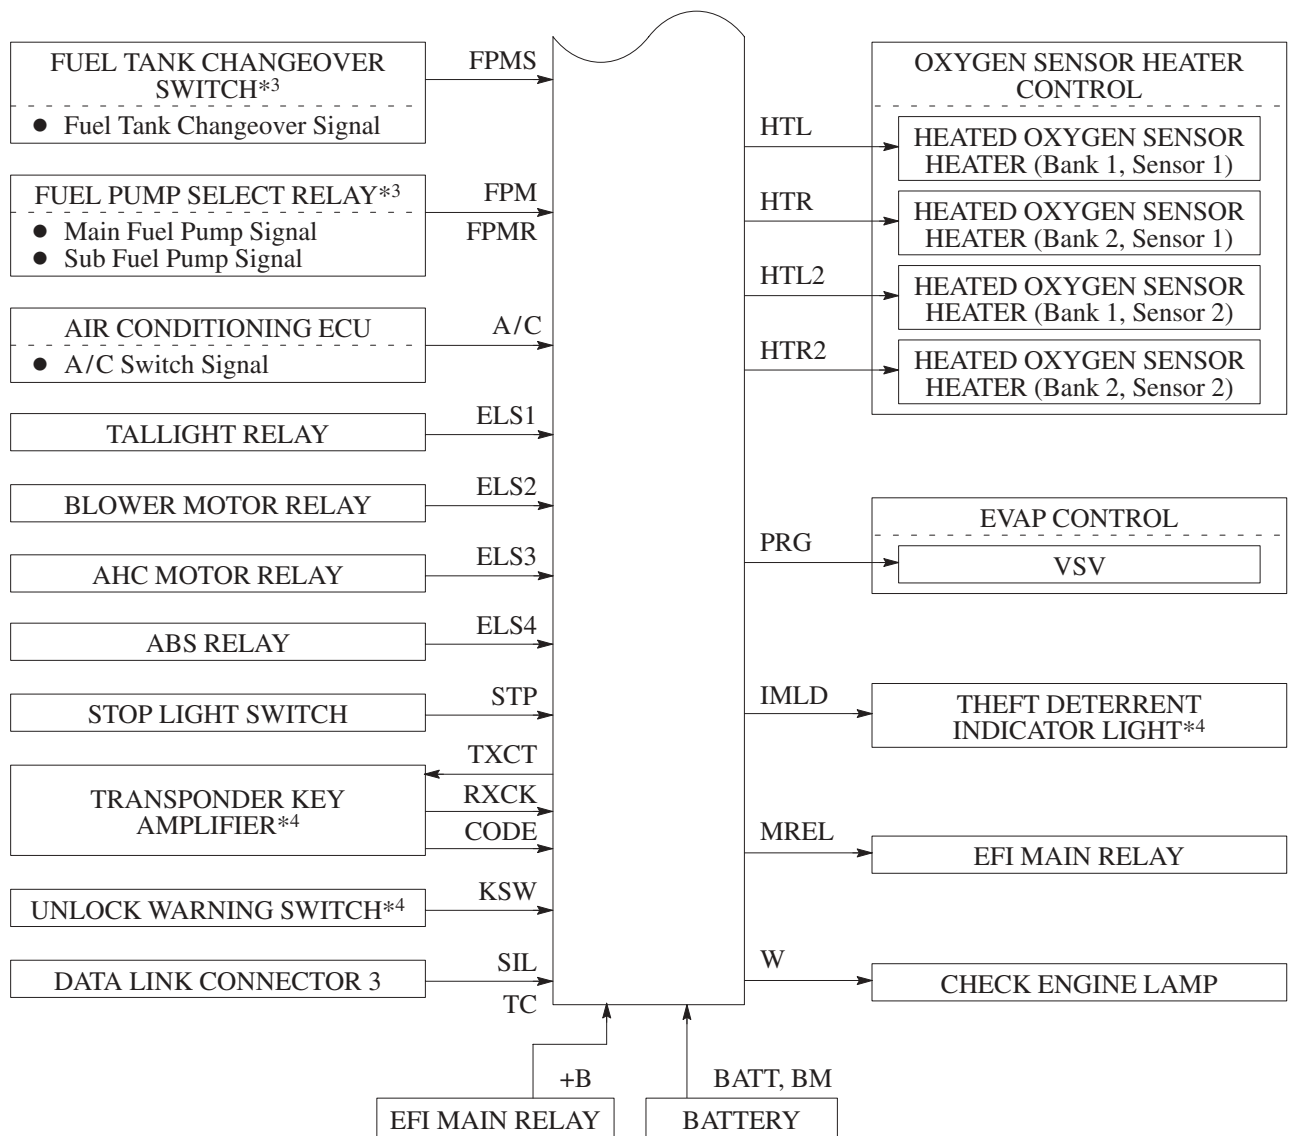 FUEL TANK CHANGEOVER
SWITCH*3
● Fuel Tank Changeover Signal
FPMS
FUEL PUMP SELECT RELAY*3
● Main Fuel Pump Signal
● Sub Fuel Pump Signal
FPM
FPMR
AIR CONDITIONING ECU
● A/C Switch Signal
A/C
TALLIGHT RELAY
ELS1
BLOWER MOTOR RELAY
ELS2
AHC MOTOR RELAY
ELS3
ABS RELAY
ELS4
STOP LIGHT SWITCH
STP
TRANSPONDER KEY
AMPLIFIER*4
TXCT
RXCK
CODE
UNLOCK WARNING SWITCH*4
KSW
DATA LINK CONNECTOR 3
SIL
TC
OXYGEN SENSOR HEATER
CONTROL
HTL
HEATED OXYGEN SENSOR
HEATER (Bank 1, Sensor 1)
HTR
HEATED OXYGEN SENSOR
HEATER (Bank 2, Sensor 1)
HTL2
HEATED OXYGEN SENSOR
HEATER (Bank 1, Sensor 2)
HTR2
HEATED OXYGEN SENSOR
HEATER (Bank 2, Sensor 2)
EVAP CONTROL
PRG
VSV
IMLD
THEFT DETERRENT
INDICATOR LIGHT*4
MREL
EFI MAIN RELAY
W
CHECK ENGINE LAMP
+B
EFI MAIN RELAY
BATT, BM
BATTERY